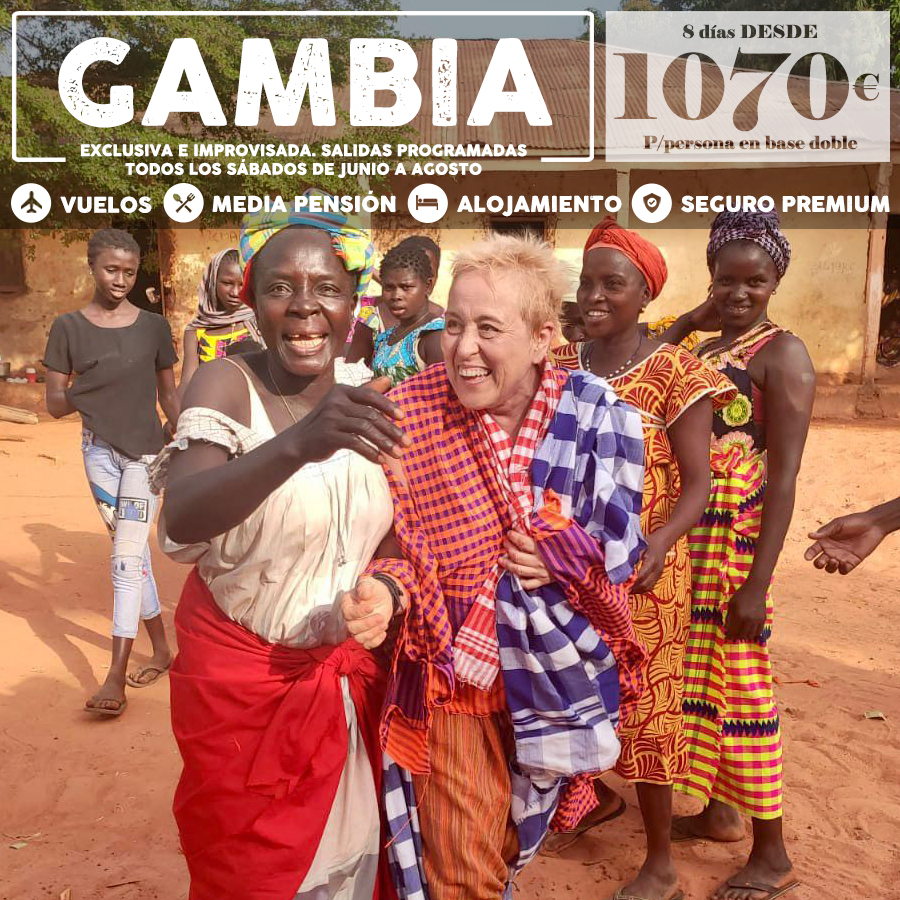 GAMBIA
EXCLUSIVA E IMPROVISADA. SALIDAS PROGRAMADAS
TODOS LOS SÁBADOS DE JUNIO A AGOSTO
8 días DESDE
1070€
P/persona en base doble
VUELOS MEDIA PENSIÓN ALOJAMIENTO SEGURO PREMIUM